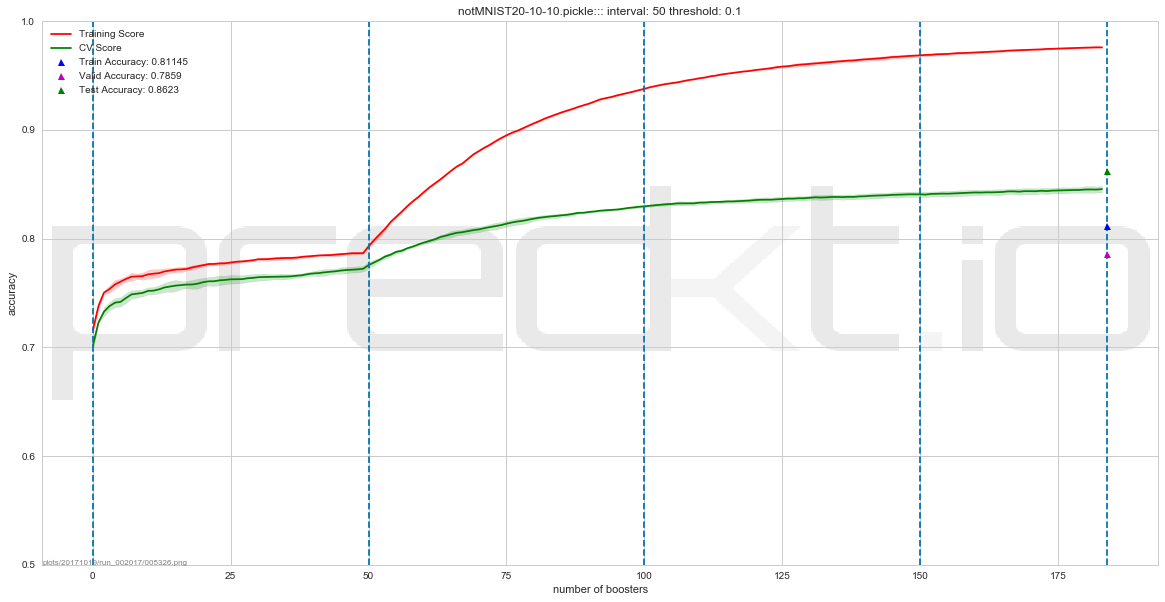 notMNIST20-10-10.pickle::: interval: 50 threshold: 0.1
1.0
0.9
0.8
0.7
0.6
0.5
accuracy
Training Score
CV Score
Train Accuracy: 0.81145
Valid Accuracy: 0.7859
Test Accuracy: 0.8623
preckt.io
0 25 50 75 100 125 150 175
number of boosters